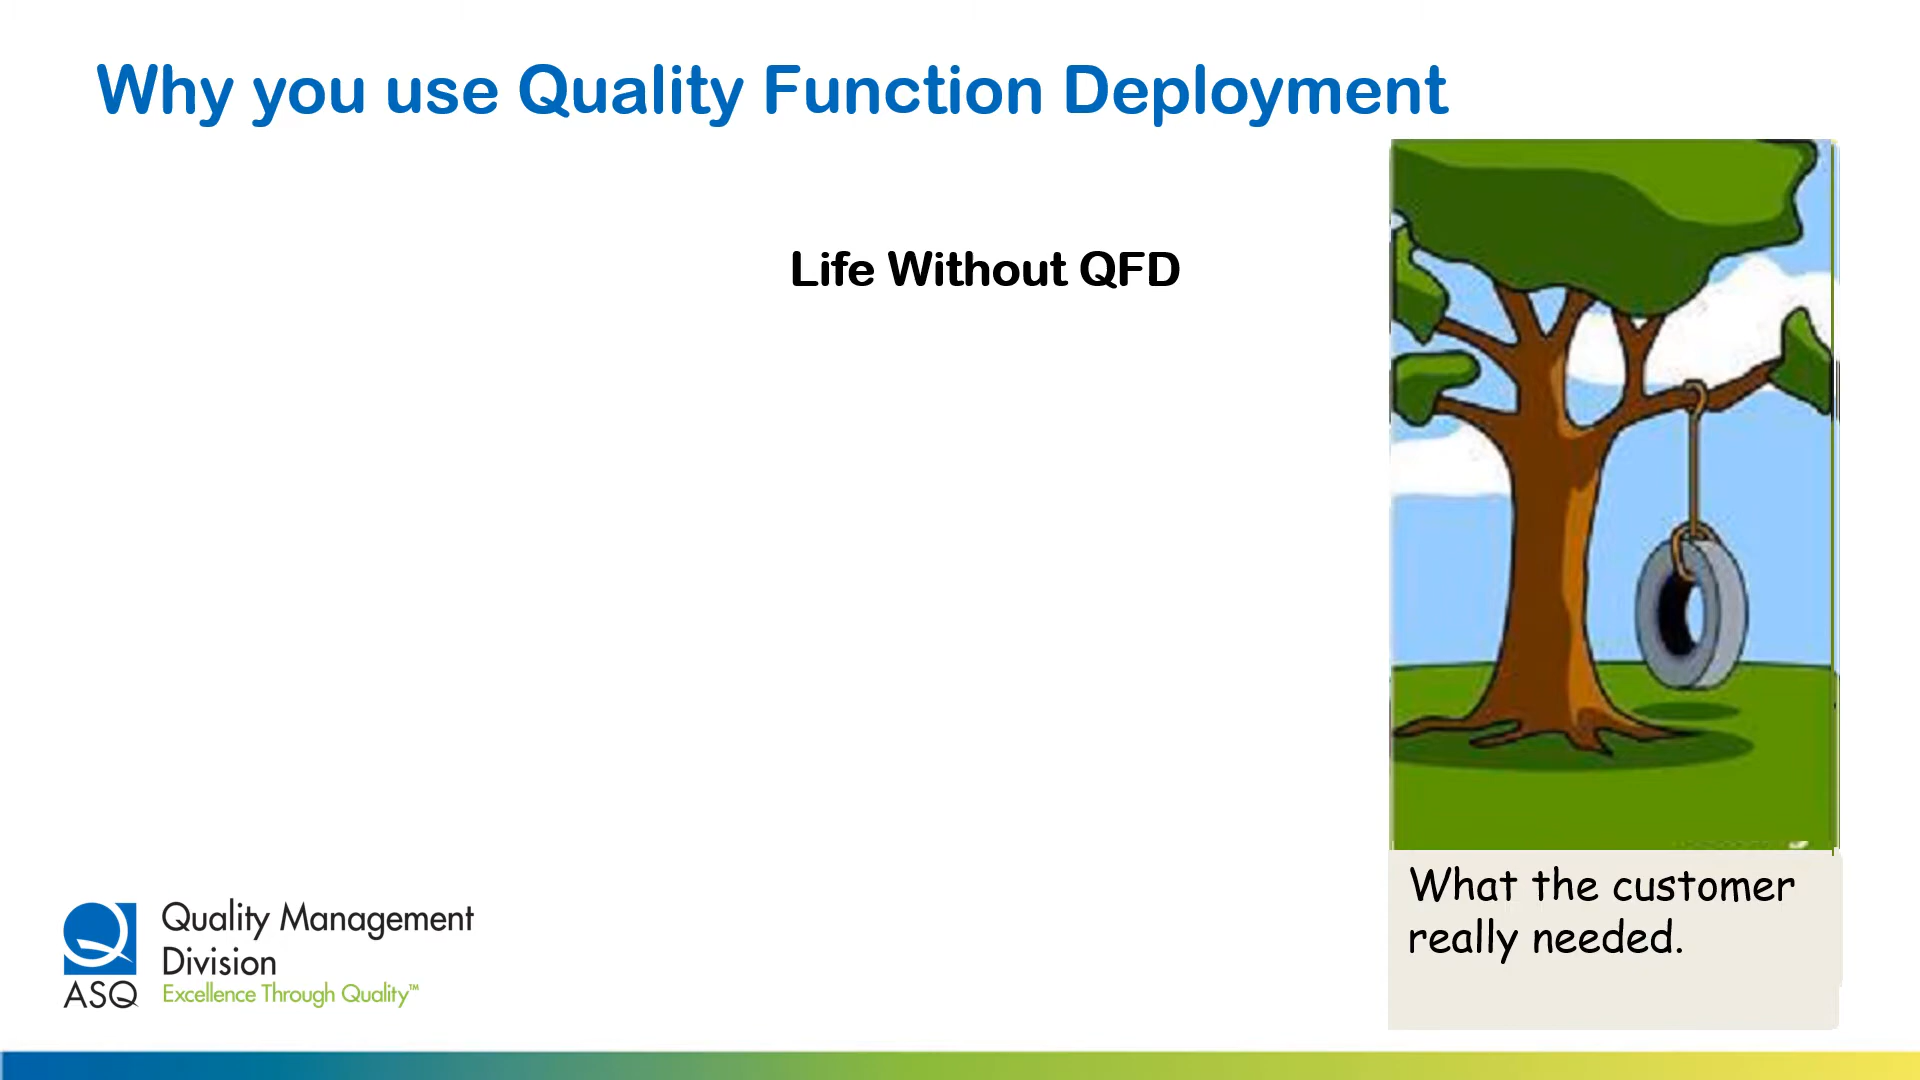 Why you use Quality Function Deployment
Life Without QFD
What the customer
really needed.
Quality Management
Division
ASQ
Excellence Through Quality™